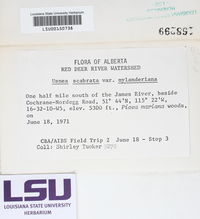 Louisiana State University Herbarium
LSU00150738
FLORA OF ALBERTA
RED DEER RIVER WATERSHED
Usnea scabrata var. nylanderiana
One half mile south of the James River, beside
Cochrane-Nordegg Road, 51° 44'N, 115° 22'W,
16-32-10-W5, elev. 5300 ft., Picea mariana woods,
on
June 18, 1971
CBA/AIBS Field Trip 2 June 18 - Stop 3
Coll: Shirley Tucker
LSU
LOUISIANA STATE UNIVERSITY
HERBARIUM